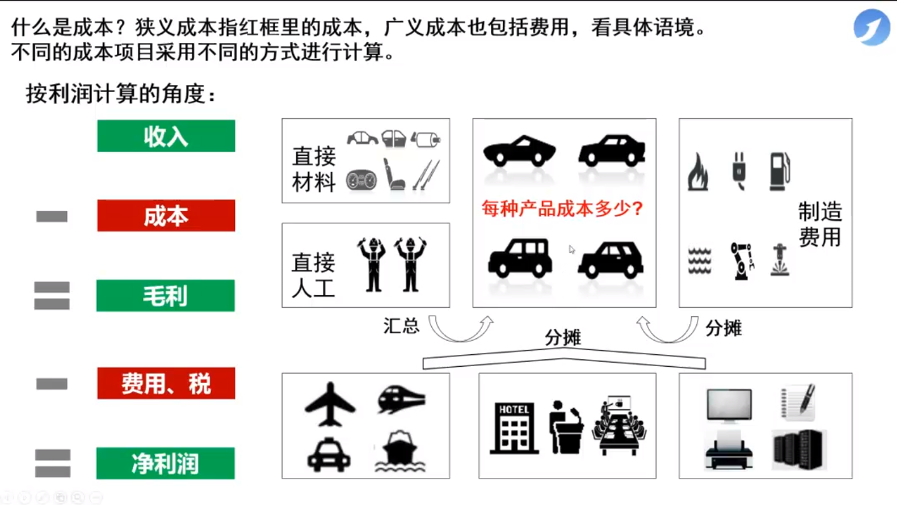 什么是成本？狭义成本指红框里的成本，广义成本也包括费用，看具体语境。
不同的成本项目采用不同的方式进行计算。
按利润计算的角度：
收入
成本
毛利
费用、税
净利润
直接
材料
直接
人工
每种产品成本多少？
制造
费用
汇总
分摊
分摊
HOTEL